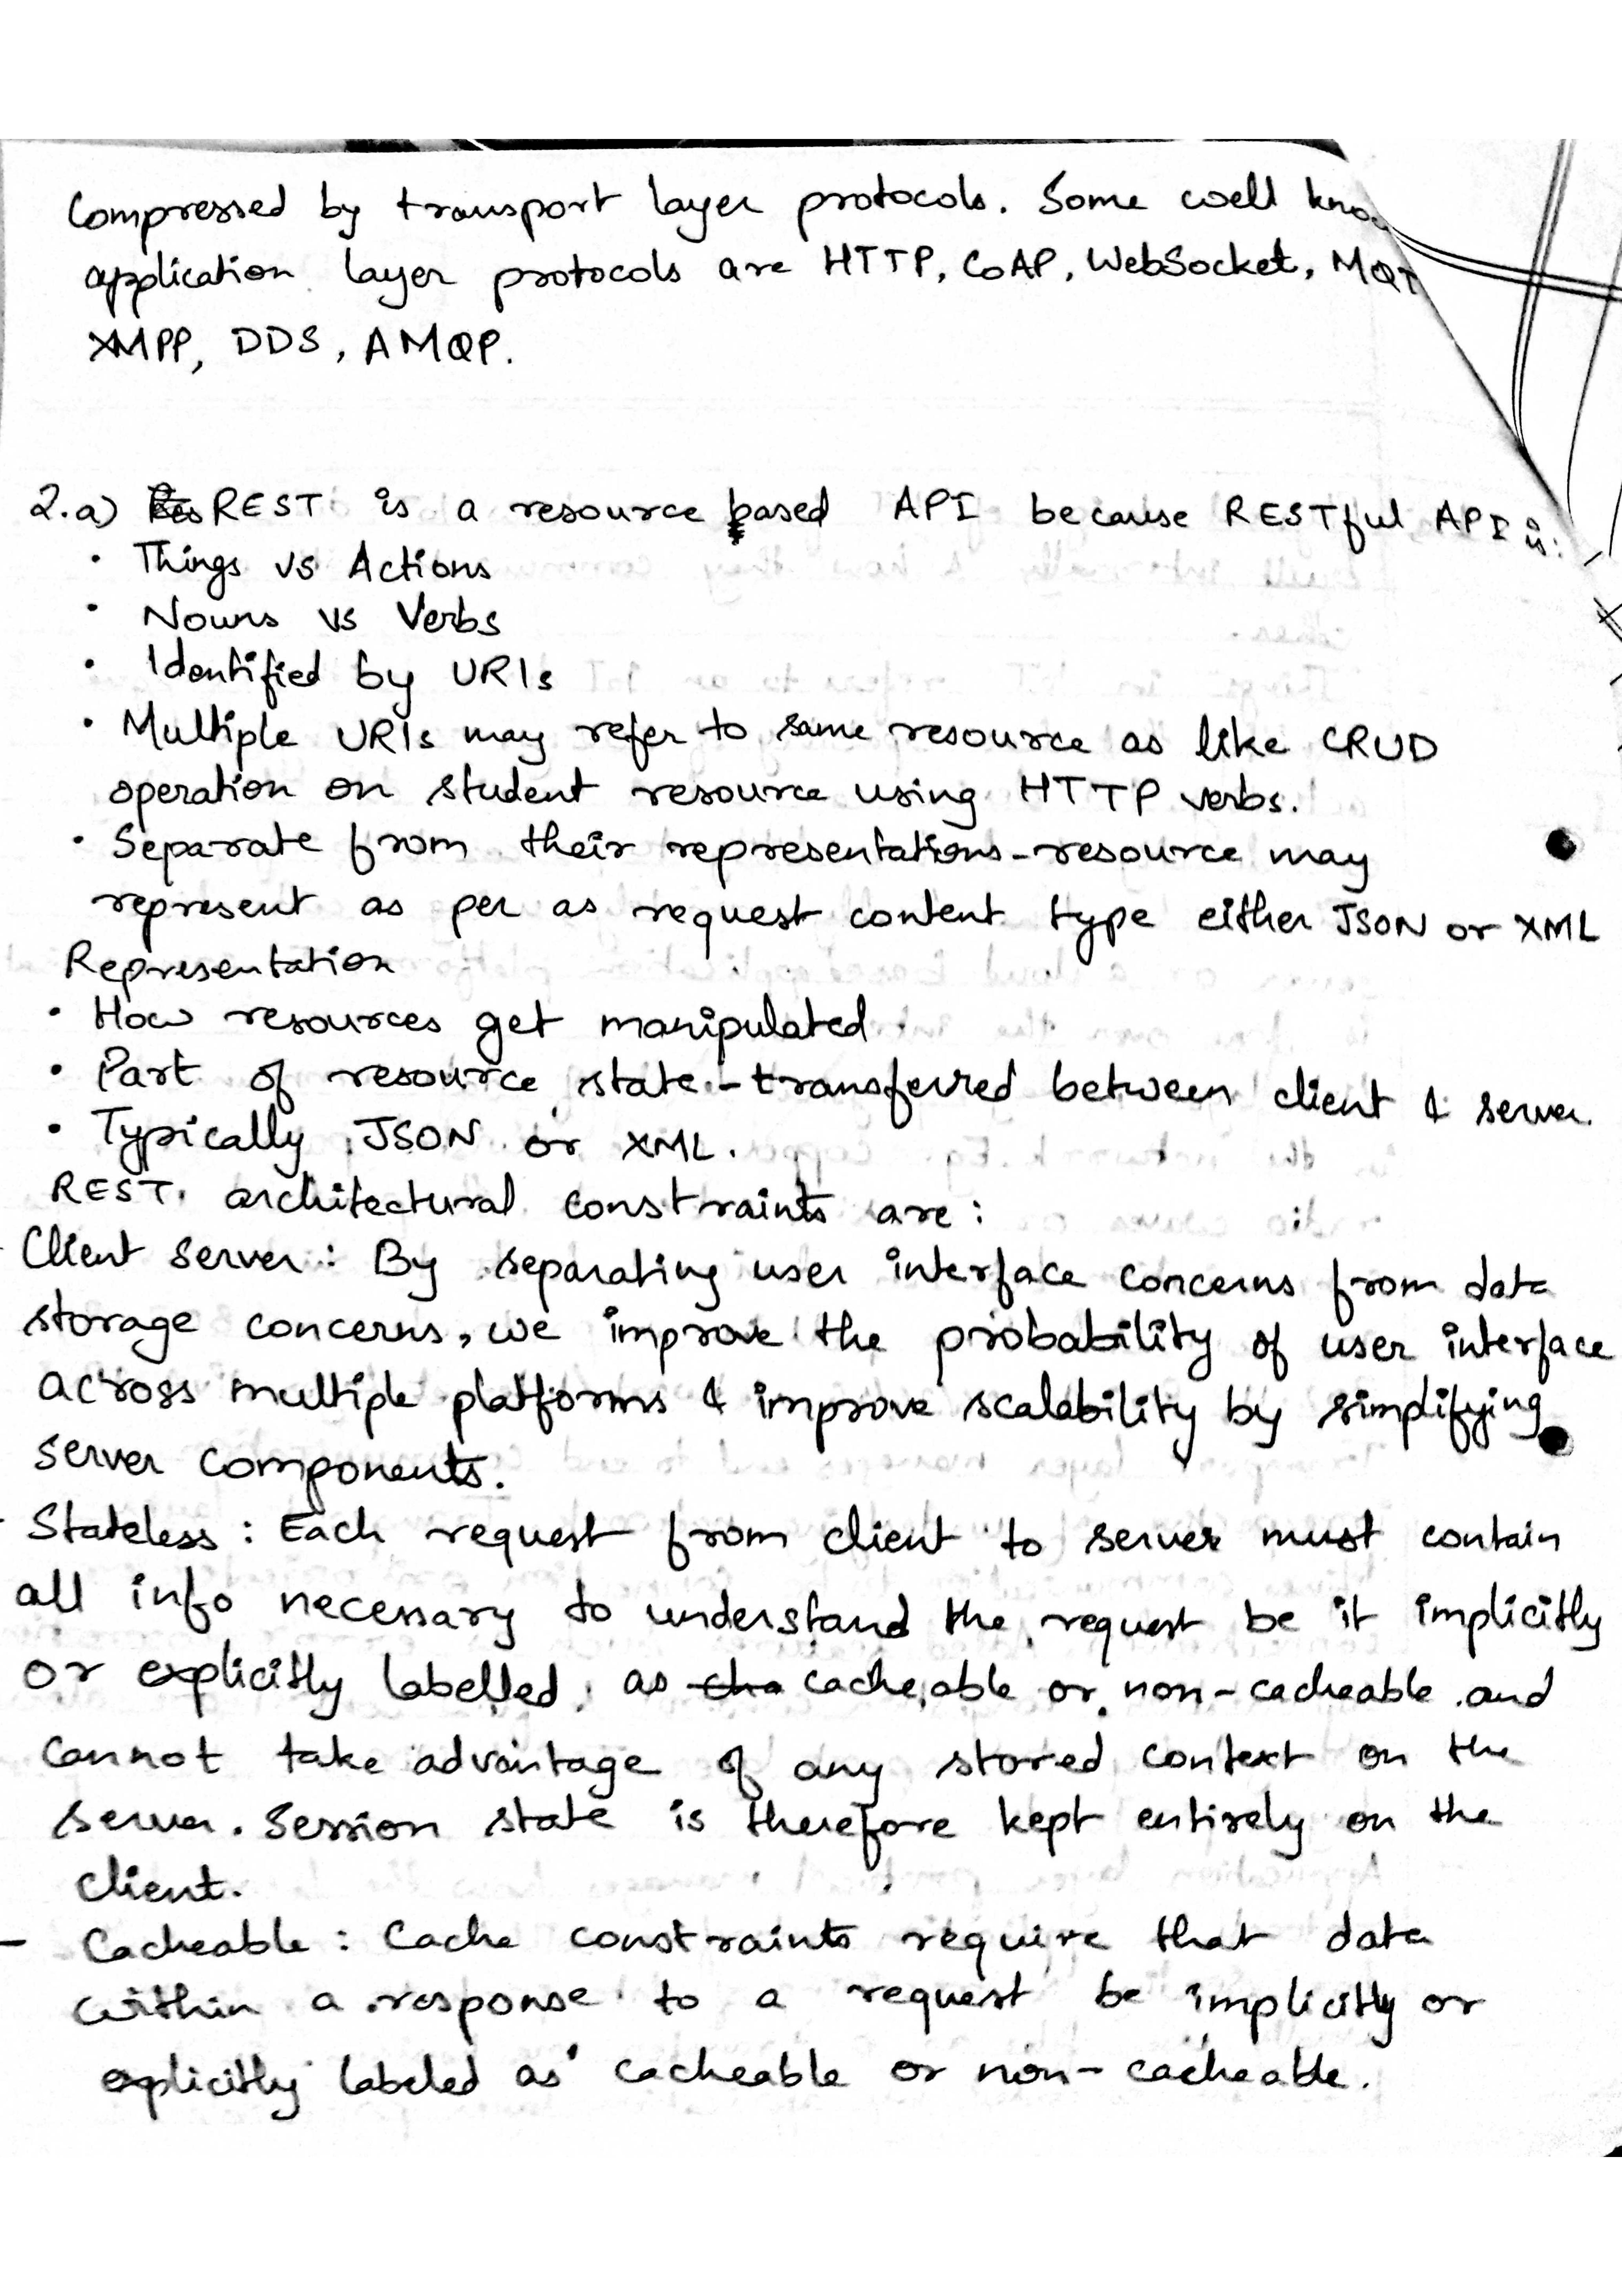 Compressed by transport layer protocols. Some well kno
application layer protocols are HTTP, CoAP, WebSocket, MQT
XMPP, DDS, AMQP.
2.a) REST is a resource based API because RESTful API is:
• Things vs Actions
• Nouns vs Verbs
• Identified by URIs
• Multiple URIs may refer to same resource as like CRUD
operation on student resource using HTTP verbs.
• Separate from their representations-resource may
represent as per as request content type either JSON or XML
Representation
• How resources get manipulated
• Part of resource state - transferred between client & server.
• Typically JSON or XML.
REST architectural constraints are:
- Client server: By separating user interface concerns from data
storage concerns, we improve the probability of user interface
across multiple platforms & improve scalability by simplifying
server components.
- Stateless: Each request from client to server must contain
all info necessary to understand the request be it implicitly
or explicitly labelled as cacheable or non-cacheable and
cannot take advantage of any stored context on the
server. Session state is therefore kept entirely on the
client.
- Cacheable: Cache constraints require that data
within a response to a request be implicitly or
explicitly labeled as cacheable or non-cacheable.